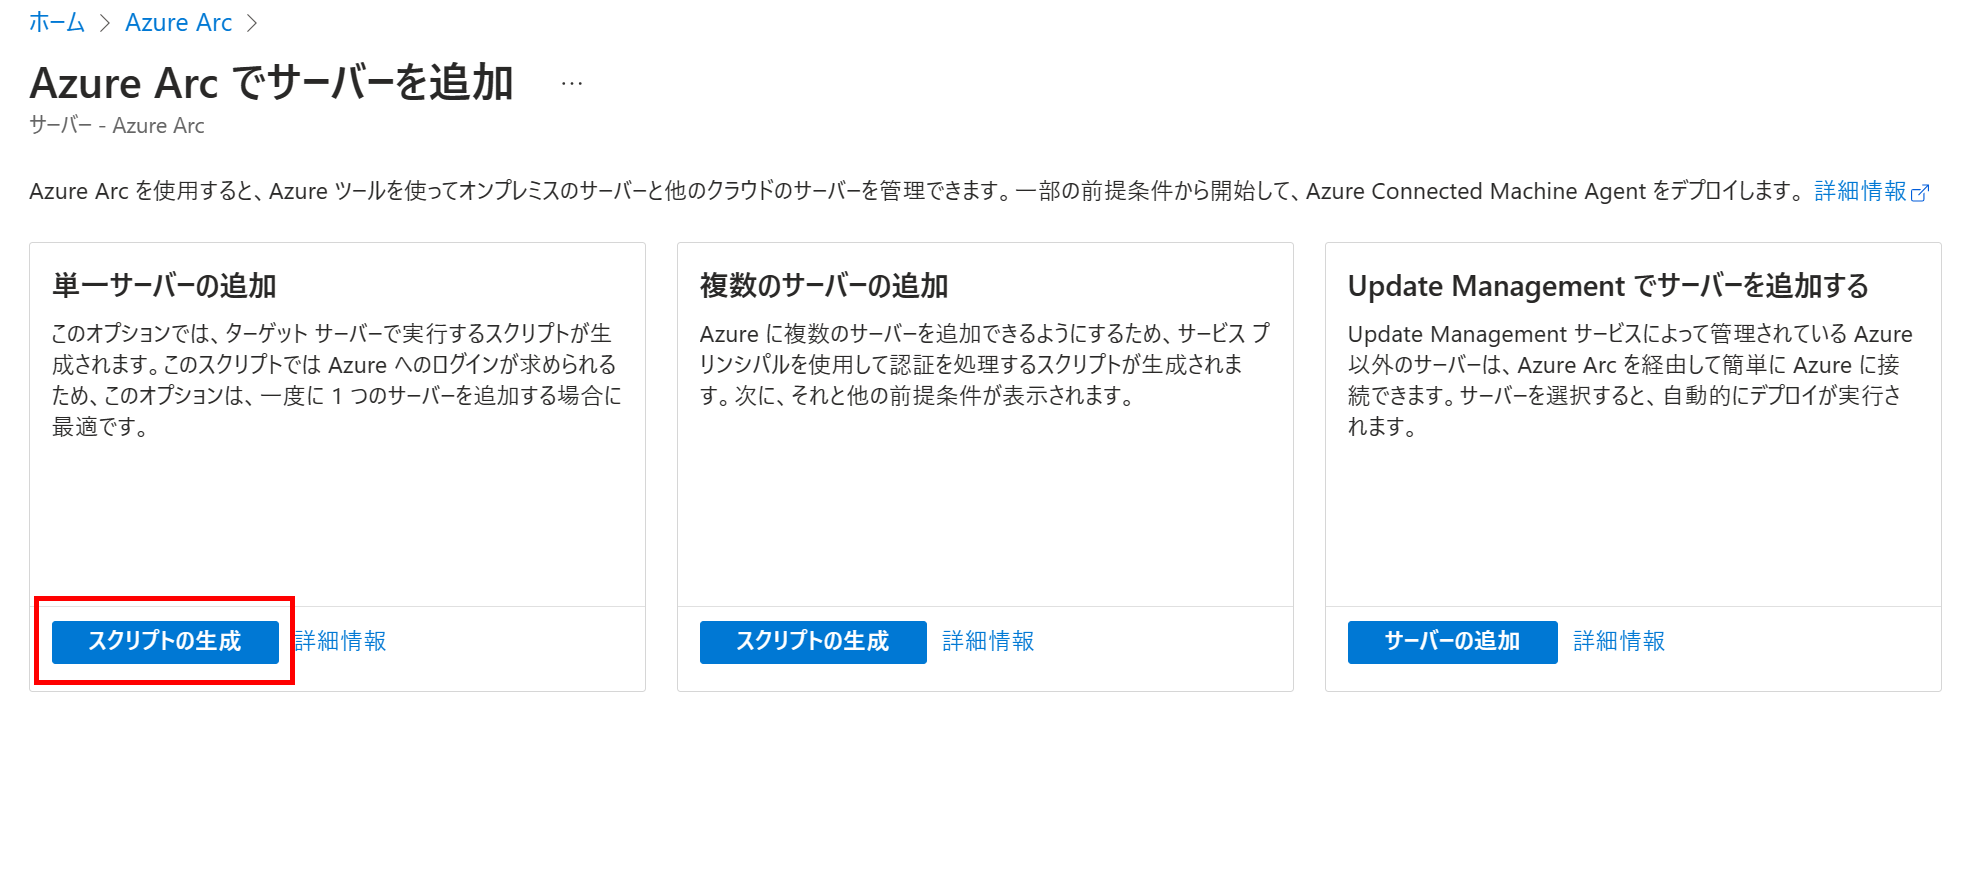 ホーム > Azure Arc >
Azure Arc でサーバーを追加 …
サーバー - Azure Arc
Azure Arc を使用すると、Azure ツールを使ってオンプレミスのサーバーと他のクラウドのサーバーを管理できます。一部の前提条件から開始して、Azure Connected Machine Agent をデプロイします。 詳細情報
単一サーバーの追加
このオプションでは、ターゲット サーバーで実行するスクリプトが生
成されます。このスクリプトでは Azure へのログインが求められる
ため、このオプションは、一度に 1 つのサーバーを追加する場合に
最適です。
スクリプトの生成 詳細情報
複数のサーバーの追加
Azure に複数のサーバーを追加できるようにするため、サービス プ
リンシパルを使用して認証を処理するスクリプトが生成されま
す。次に、それと他の前提条件が表示されます。
スクリプトの生成 詳細情報
Update Management でサーバーを追加する
Update Management サービスによって管理されている Azure
以外のサーバーは、Azure Arc を経由して簡単に Azure に接
続できます。サーバーを選択すると、自動的にデプロイが実行さ
れます。
サーバーの追加 詳細情報